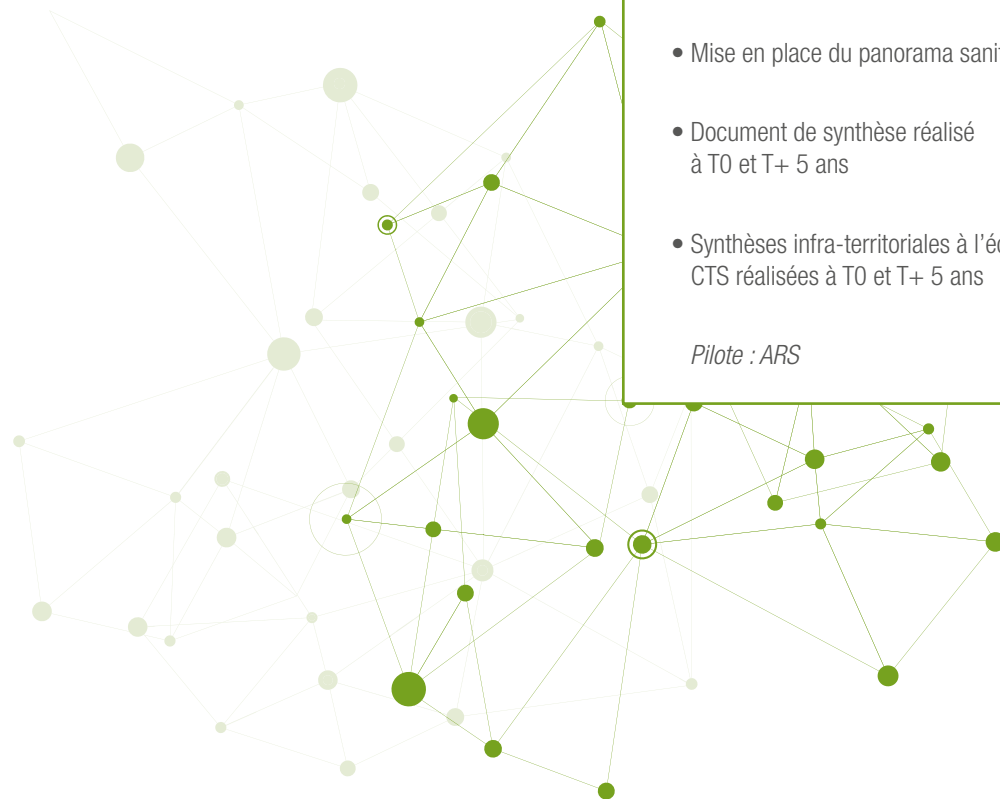 • Mise en place du panorama
• Document de synthèse réalisé
à T0 et T+ 5 ans
• Synthèses infra-territoriales à
CTS réalisées à T0 et T+ 5 ans
Pilote : ARS